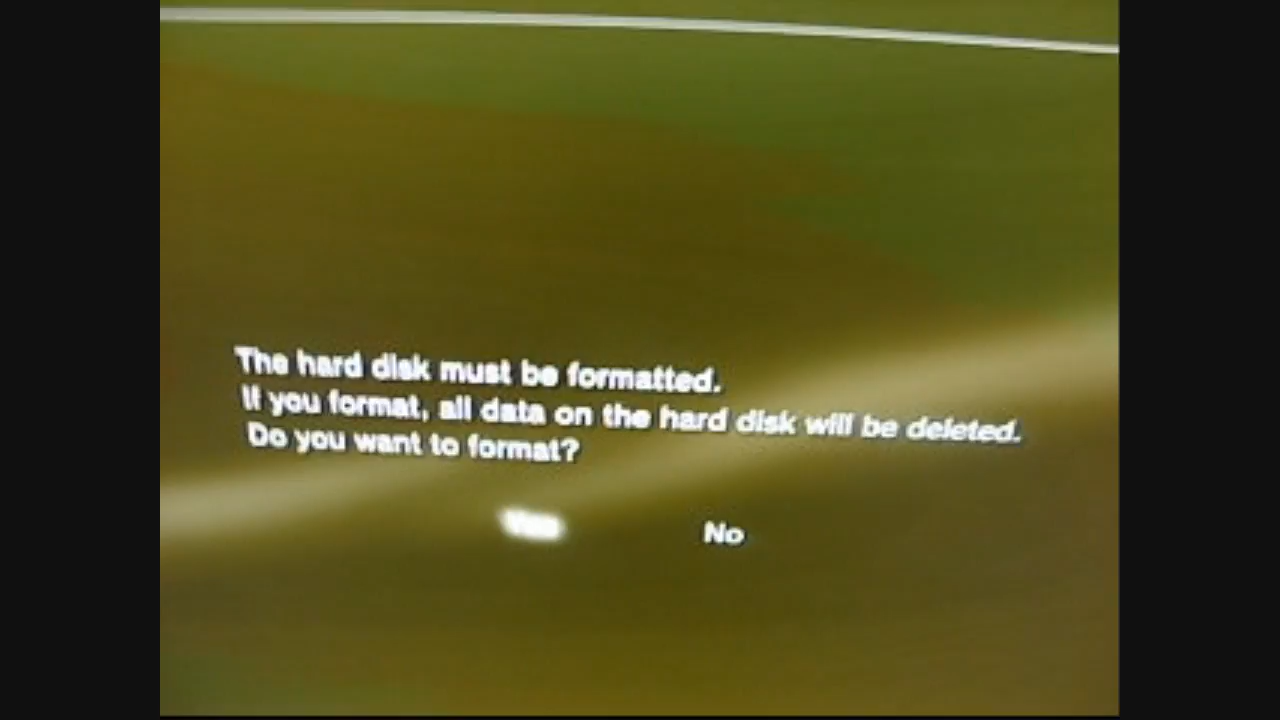 The hard disk must be formatted.
If you format, all data on the hard disk will be deleted.
Do you want to format?
Yes No